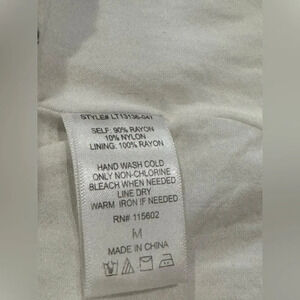 STYLE# LT13136-041
SELF: 90% RAYON
10% NYLON
LINING: 100% RAYON
HAND WASH COLD
ONLY NON-CHLORINE
BLEACH WHEN NEEDED
LINE DRY
WARM IRON IF NEEDED
RN# 115602
M
MADE IN CHINA